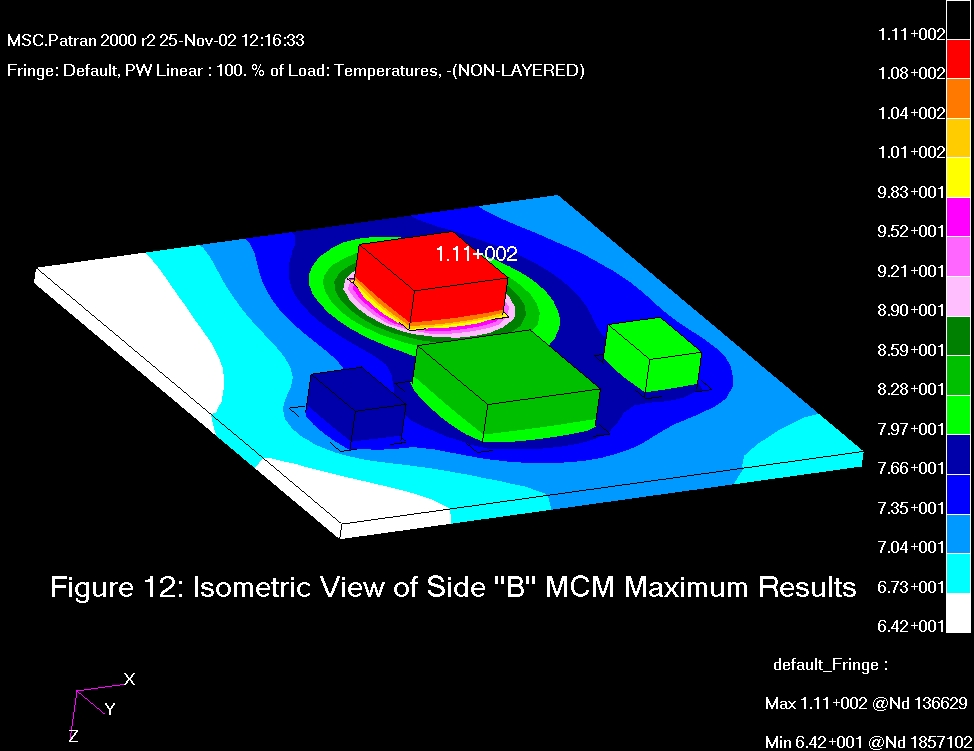 MSC.Patran 2000 r2 25-Nov-02 12:16:33
Fringe: Default, PW Linear : 100. % of Load: Temperatures, -(NON-LAYERED)
1.11+002
1.08+002
1.04+002
1.01+002
9.83+001
9.52+001
9.21+001
8.90+001
8.59+001
8.28+001
7.97+001
7.66+001
7.35+001
7.04+001
6.73+001
6.42+001
1.11+002
Figure 12: Isometric View of Side "B" MCM Maximum Results
X
Y
Z
default_Fringe :
Max 1.11+002 @Nd 136629
Min 6.42+001 @Nd 1857102